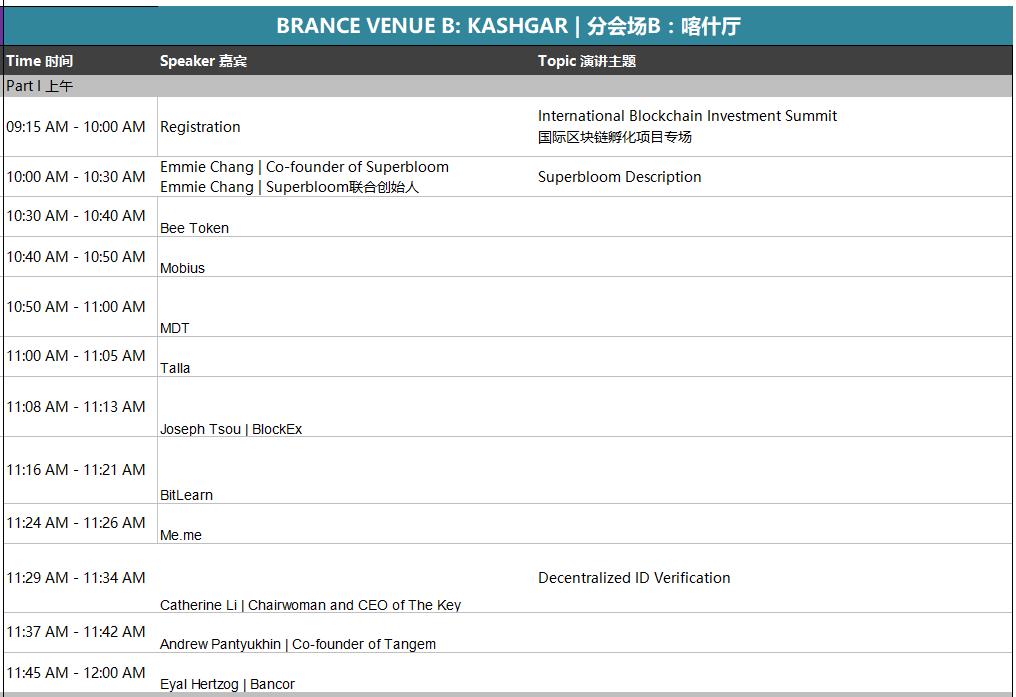 BRANCE VENUE B: KASHGAR | 分会场B：喀什厅
Time 时间 Speaker 嘉宾 Topic 演讲主题
Part I 上午
09:15 AM - 10:00 AM Registration International Blockchain Investment Summit
国际区块链孵化项目专场
10:00 AM - 10:30 AM Emmie Chang | Co-founder of Superbloom Superbloom Description
Emmie Chang | Superbloom联合创始人
10:30 AM - 10:40 AM Bee Token
10:40 AM - 10:50 AM Mobius
10:50 AM - 11:00 AM MDT
11:00 AM - 11:05 AM Talla
11:08 AM - 11:13 AM Joseph Tsou | BlockEx
11:16 AM - 11:21 AM BitLearn
11:24 AM - 11:26 AM Me.me
11:29 AM - 11:34 AM Catherine Li | Chairwoman and CEO of The Key Decentralized ID Verification
11:37 AM - 11:42 AM Andrew Pantyukhin | Co-founder of Tangem
11:45 AM - 12:00 AM Eyal Hertzog | Bancor